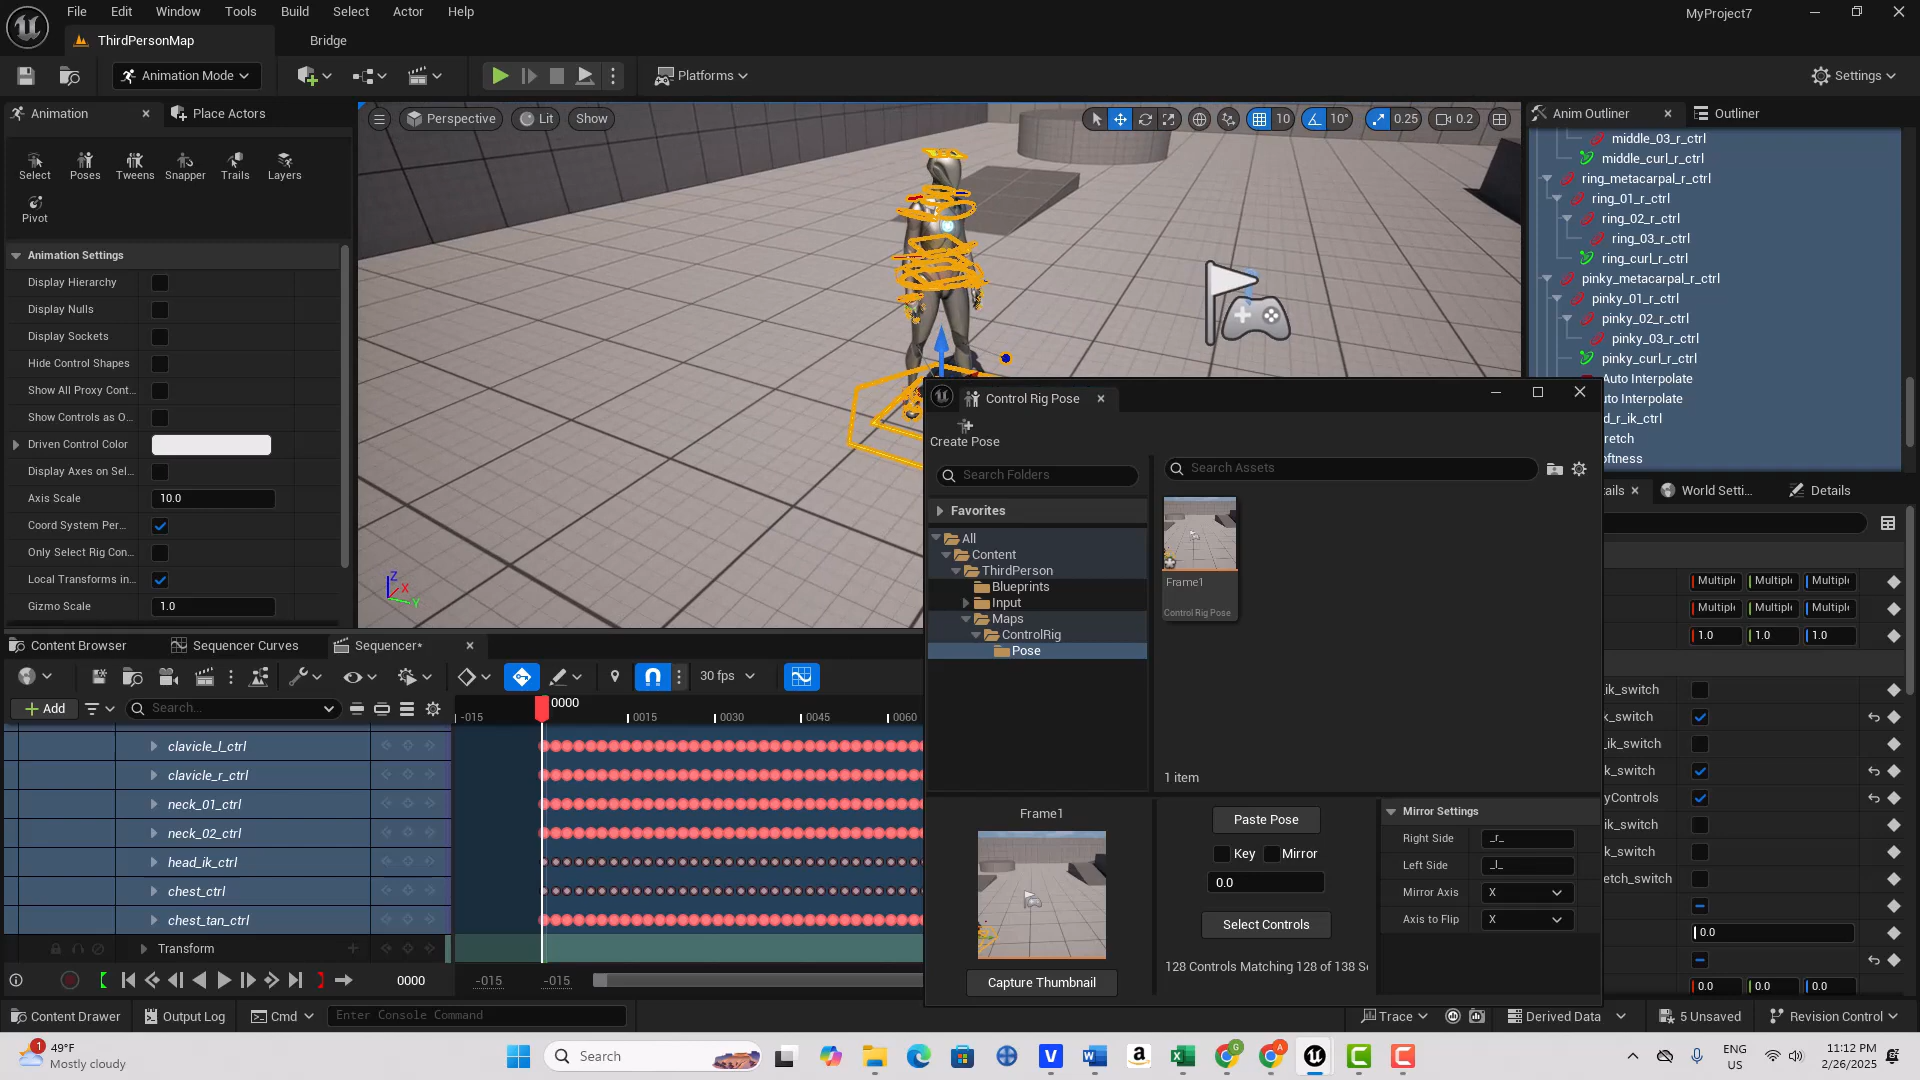 File Edit Window Tools Build Select Actor Help
MyProject7
ThirdPersonMap
Bridge
Animation Mode
Platforms
Settings
Animation
Place Actors
Perspective
Lit
Show
10
10°
0.25
0.2
Anim Outliner
Outliner
Select
Poses
Tweens
Snapper
Trails
Layers
Pivot
middle_03_r_ctrl
middle_curl_r_ctrl
ring_metacarpal_r_ctrl
ring_01_r_ctrl
ring_02_r_ctrl
ring_03_r_ctrl
ring_curl_r_ctrl
pinky_metacarpal_r_ctrl
pinky_01_r_ctrl
pinky_02_r_ctrl
pinky_03_r_ctrl
pinky_curl_r_ctrl
Auto Interpolate
uto Interpolate
d_r_ik_ctrl
retch
oftness
Animation Settings
Display Hierarchy
Display Nulls
Display Sockets
Hide Control Shapes
Show All Proxy Cont...
Show Controls as O...
Driven Control Color
Display Axes on Sel...
Axis Scale 10.0
Coord System Per...
Only Select Rig Con...
Local Transforms in...
Gizmo Scale 1.0
Z
X
Y
Control Rig Pose
Create Pose
Search Folders
Search Assets
Favorites
All
Content
ThirdPerson
Blueprints
Input
Maps
ControlRig
Pose
Frame1
Control Rig Pose
1 item
Frame1
Capture Thumbnail
Paste Pose
Key Mirror
0.0
Select Controls
128 Controls Matching 128 of 138 S
Mirror Settings
Right Side _r_
Left Side _l_
Mirror Axis X
Axis to Flip X
tails
World Setti...
Details
Multiple Multiple Multiple
Multiple Multiple Multiple
1.0 1.0 1.0
ik_switch
k_switch
_ik_switch
k_switch
yControls
ik_switch
k_switch
etch_switch
0.0
0.0 0.0 0.0
Content Browser
Sequencer Curves
Sequencer*
30 fps
Add
Search...
-015
0000
0015
0030
0045
0060
clavicle_l_ctrl
clavicle_r_ctrl
neck_01_ctrl
neck_02_ctrl
head_ik_ctrl
chest_ctrl
chest_tan_ctrl
Transform
0000
-015
-015
Content Drawer
Output Log
Cmd
Enter Console Command
Trace
Derived Data
5 Unsaved
Revision Control
1
49°F
Mostly cloudy
Search
ENG
US
11:12 PM
2/26/2025